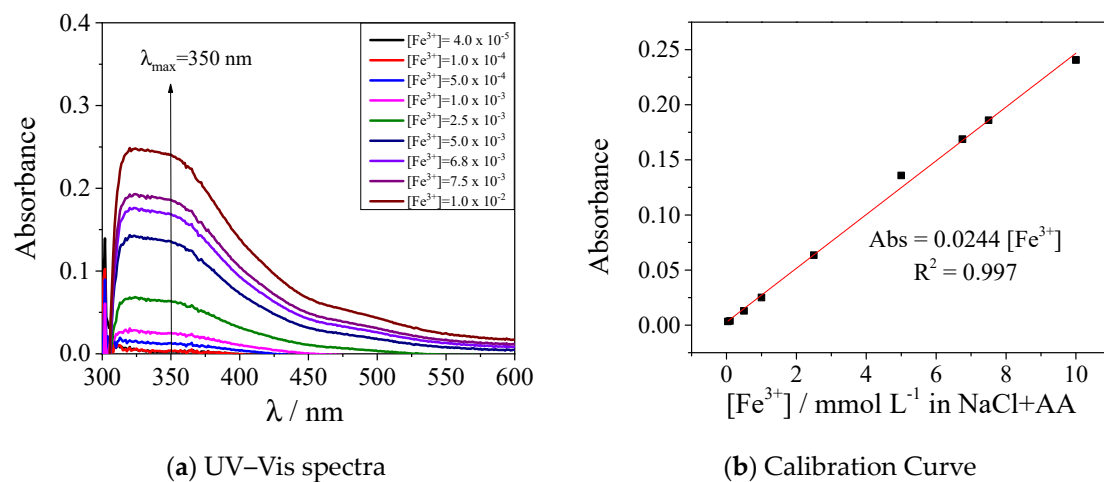 λmax=350 nm
[Fe³⁺]= 4.0 x 10⁻⁵
[Fe³⁺]=1.0 x 10⁻⁴
[Fe³⁺]=5.0 x 10⁻⁴
[Fe³⁺]=1.0 x 10⁻³
[Fe³⁺]=2.5 x 10⁻³
[Fe³⁺]=5.0 x 10⁻³
[Fe³⁺]=6.8 x 10⁻³
[Fe³⁺]=7.5 x 10⁻³
[Fe³⁺]=1.0 x 10⁻²
Absorbance
0.4
0.3
0.2
0.1
0.0
300 350 400 450 500 550 600
λ / nm
(a) UV–Vis spectra
Absorbance
0.25
0.20
0.15
0.10
0.05
0.00
Abs = 0.0244 [Fe³⁺]
R² = 0.997
0 2 4 6 8 10
[Fe³⁺] / mmol L⁻¹ in NaCl+AA
(b) Calibration Curve